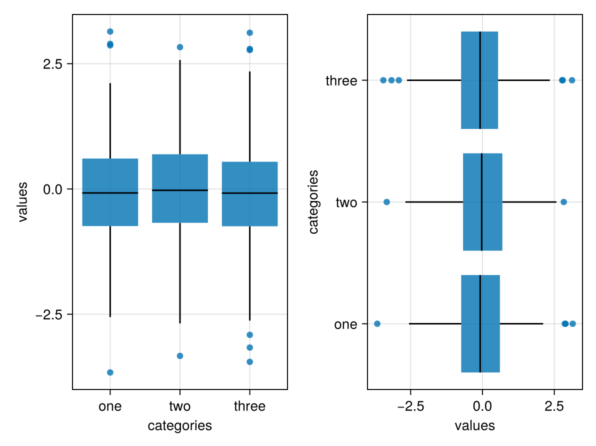 2.5
0.0
−2.5
values
one two three
categories
three
two
one
categories
−2.5 0.0 2.5
values